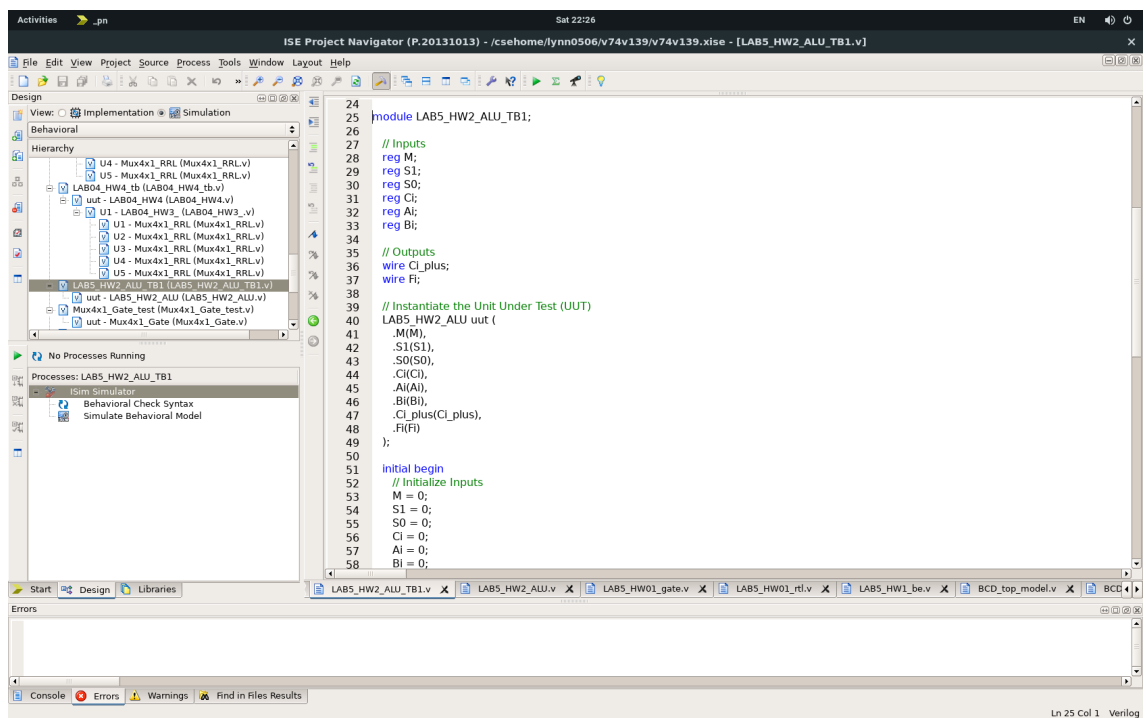 Activities _pn Sat 22:26 EN
ISE Project Navigator (P.20131013) - /csehome/lynn0506/v74v139/v74v139.xise - [LAB5_HW2_ALU_TB1.v]
File Edit View Project Source Process Tools Window Layout Help
Design
View: Implementation Simulation
Behavioral
Hierarchy
U4 - Mux4x1_RRL (Mux4x1_RRL.v)
U5 - Mux4x1_RRL (Mux4x1_RRL.v)
LAB04_HW4_tb (LAB04_HW4_tb.v)
uut - LAB04_HW4 (LAB04_HW4.v)
U1 - LAB04_HW3_ (LAB04_HW3_.v)
U1 - Mux4x1_RRL (Mux4x1_RRL.v)
U2 - Mux4x1_RRL (Mux4x1_RRL.v)
U3 - Mux4x1_RRL (Mux4x1_RRL.v)
U4 - Mux4x1_RRL (Mux4x1_RRL.v)
U5 - Mux4x1_RRL (Mux4x1_RRL.v)
LAB5_HW2_ALU_TB1 (LAB5_HW2_ALU_TB1.v)
uut - LAB5_HW2_ALU (LAB5_HW2_ALU.v)
Mux4x1_Gate_test (Mux4x1_Gate_test.v)
uut - Mux4x1_Gate (Mux4x1_Gate.v)
No Processes Running
Processes: LAB5_HW2_ALU_TB1
ISim Simulator
Behavioral Check Syntax
Simulate Behavioral Model
Start Design Libraries
24
25 module LAB5_HW2_ALU_TB1;
26
27 // Inputs
28 reg M;
29 reg S1;
30 reg S0;
31 reg Ci;
32 reg Ai;
33 reg Bi;
34
35 // Outputs
36 wire Ci_plus;
37 wire Fi;
38
39 // Instantiate the Unit Under Test (UUT)
40 LAB5_HW2_ALU uut (
41 .M(M),
42 .S1(S1),
43 .S0(S0),
44 .Ci(Ci),
45 .Ai(Ai),
46 .Bi(Bi),
47 .Ci_plus(Ci_plus),
48 .Fi(Fi)
49 );
50
51 initial begin
52 // Initialize Inputs
53 M = 0;
54 S1 = 0;
55 S0 = 0;
56 Ci = 0;
57 Ai = 0;
58 Bi = 0;
LAB5_HW2_ALU_TB1.v LAB5_HW2_ALU.v LAB5_HW01_gate.v LAB5_HW01_rtl.v LAB5_HW1_be.v BCD_top_model.v BCD
Errors
Console Errors Warnings Find in Files Results
Ln 25 Col 1 Verilog